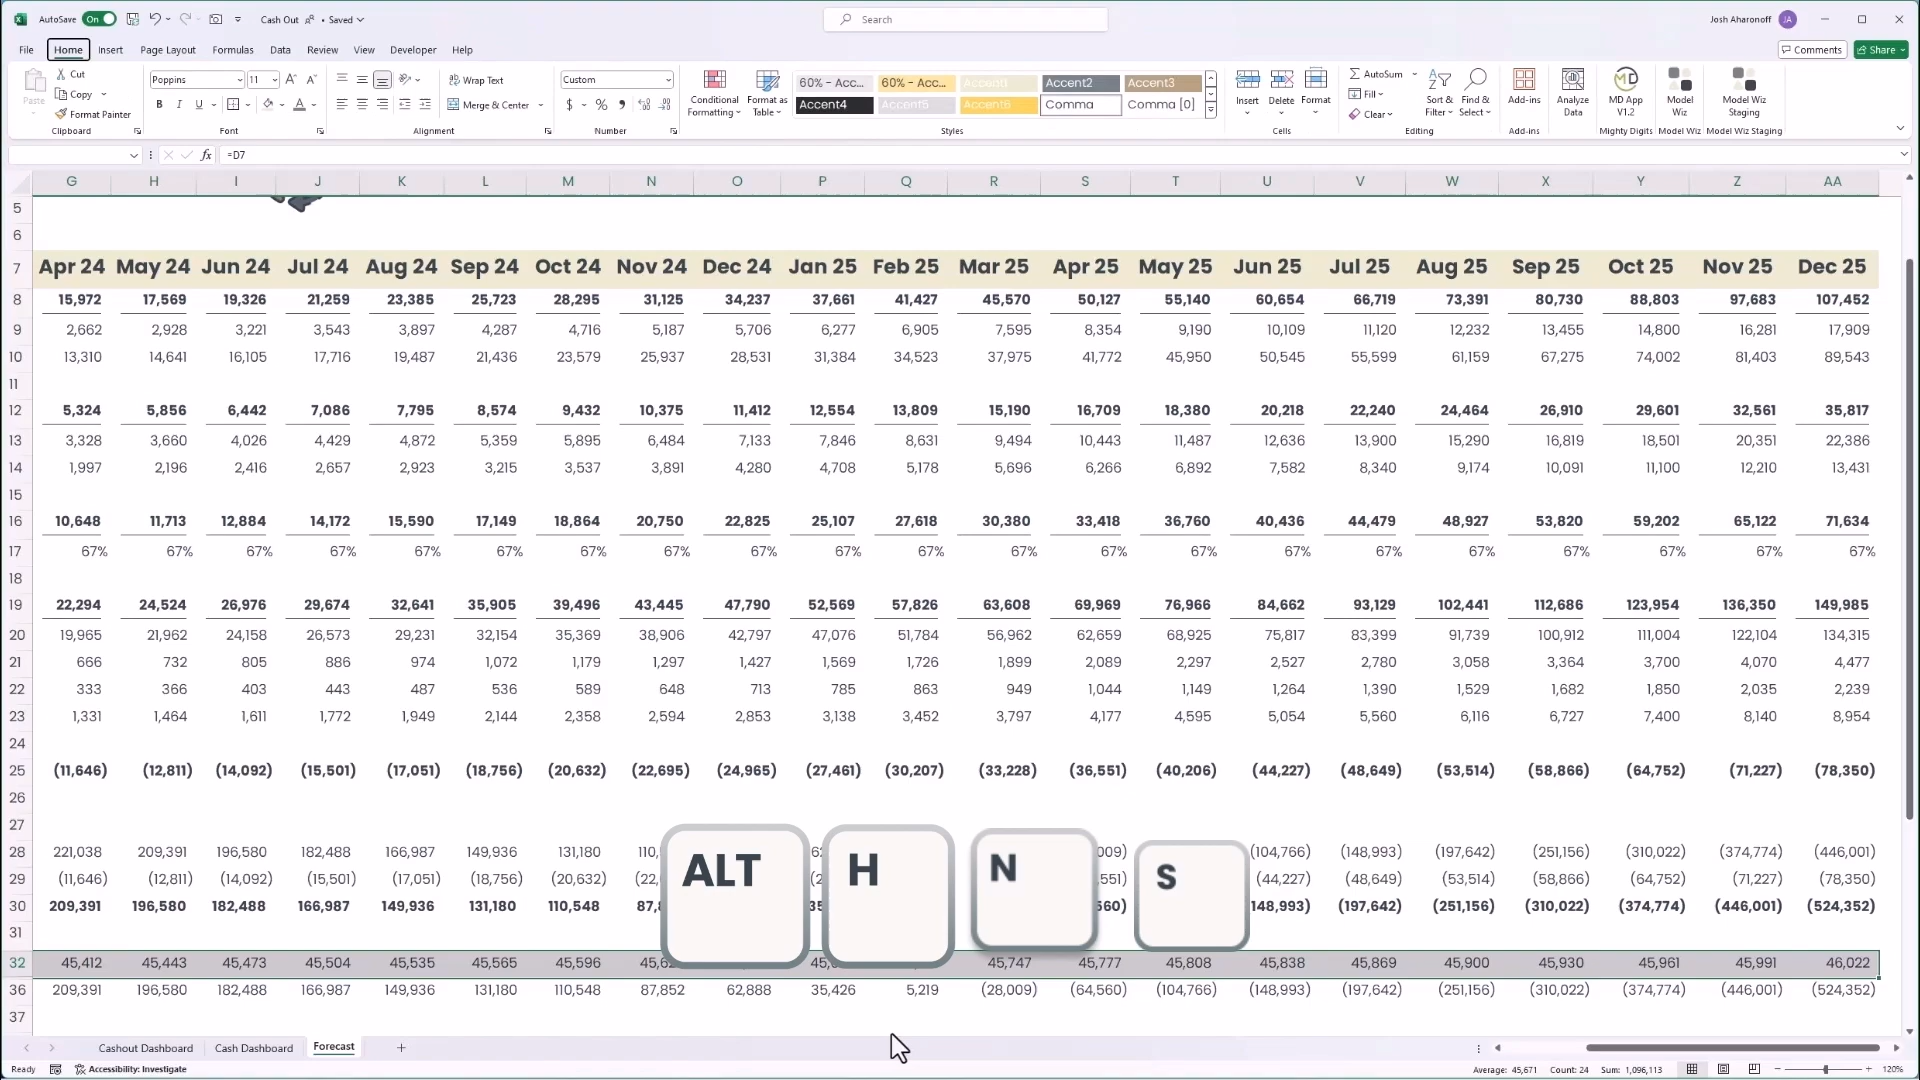 AutoSave On Cash Out • Saved Search Josh Aharonoff JA
File Home Insert Page Layout Formulas Data Review View Developer Help Comments Share
Paste Cut Copy Format Painter Clipboard
Poppins 11 B I U A Font
Wrap Text Merge & Center Alignment
Custom $ % Number
Conditional Formatting Format as Table
60% - Acc... 60% - Acc... Accent1 Accent2 Accent3
Accent4 Accent5 Accent6 Comma Comma [0]
Styles
Insert Delete Format Cells
AutoSum Fill Clear Sort & Filter Find & Select Editing
Add-ins Add-ins
Analyze Data
MD App V1.2 Mighty Digits
Model Wiz Model Wiz
Model Wiz Staging Model Wiz Staging
fx =D7
G H I J K L M N O P Q R S T U V W X Y Z AA
5
6
7 Apr 24 May 24 Jun 24 Jul 24 Aug 24 Sep 24 Oct 24 Nov 24 Dec 24 Jan 25 Feb 25 Mar 25 Apr 25 May 25 Jun 25 Jul 25 Aug 25 Sep 25 Oct 25 Nov 25 Dec 25
8 15,972 17,569 19,326 21,259 23,385 25,723 28,295 31,125 34,237 37,661 41,427 45,570 50,127 55,140 60,654 66,719 73,391 80,730 88,803 97,683 107,452
9 2,662 2,928 3,221 3,543 3,897 4,287 4,716 5,187 5,706 6,277 6,905 7,595 8,354 9,190 10,109 11,120 12,232 13,455 14,800 16,281 17,909
10 13,310 14,641 16,105 17,716 19,487 21,436 23,579 25,937 28,531 31,384 34,523 37,975 41,772 45,950 50,545 55,599 61,159 67,275 74,002 81,403 89,543
11
12 5,324 5,856 6,442 7,086 7,795 8,574 9,432 10,375 11,412 12,554 13,809 15,190 16,709 18,380 20,218 22,240 24,464 26,910 29,601 32,561 35,817
13 3,328 3,660 4,026 4,429 4,872 5,359 5,895 6,484 7,133 7,846 8,631 9,494 10,443 11,487 12,636 13,900 15,290 16,819 18,501 20,351 22,386
14 1,997 2,196 2,416 2,657 2,923 3,215 3,537 3,891 4,280 4,708 5,178 5,696 6,266 6,892 7,582 8,340 9,174 10,091 11,100 12,210 13,431
15
16 10,648 11,713 12,884 14,172 15,590 17,149 18,864 20,750 22,825 25,107 27,618 30,380 33,418 36,760 40,436 44,479 48,927 53,820 59,202 65,122 71,634
17 67% 67% 67% 67% 67% 67% 67% 67% 67% 67% 67% 67% 67% 67% 67% 67% 67% 67% 67% 67% 67%
18
19 22,294 24,524 26,976 29,674 32,641 35,905 39,496 43,445 47,790 52,569 57,826 63,608 69,969 76,966 84,662 93,129 102,441 112,686 123,954 136,350 149,985
20 19,965 21,962 24,158 26,573 29,231 32,154 35,369 38,906 42,797 47,076 51,784 56,962 62,659 68,925 75,817 83,399 91,739 100,912 111,004 122,104 134,315
21 666 732 805 886 974 1,072 1,179 1,297 1,427 1,569 1,726 1,899 2,089 2,297 2,527 2,780 3,058 3,364 3,700 4,070 4,477
22 333 366 403 443 487 536 589 648 713 785 863 949 1,044 1,149 1,264 1,390 1,529 1,682 1,850 2,035 2,239
23 1,331 1,464 1,611 1,772 1,949 2,144 2,358 2,594 2,853 3,138 3,452 3,797 4,177 4,595 5,054 5,560 6,116 6,727 7,400 8,140 8,954
24
25 (11,646) (12,811) (14,092) (15,501) (17,051) (18,756) (20,632) (22,695) (24,965) (27,461) (30,207) (33,228) (36,551) (40,206) (44,227) (48,649) (53,514) (58,866) (64,752) (71,227) (78,350)
26
27
28 221,038 209,391 196,580 182,488 166,987 149,936 131,180 (104,766) (148,993) (197,642) (251,156) (310,022) (374,774) (446,001)
29 (11,646) (12,811) (14,092) (15,501) (17,051) (18,756) (20,632) (44,227) (48,649) (53,514) (58,866) (64,752) (71,227) (78,350)
30 209,391 196,580 182,488 166,987 149,936 131,180 110,548 148,993) (197,642) (251,156) (310,022) (374,774) (446,001) (524,352)
ALT H N S
31
32 45,412 45,443 45,473 45,504 45,535 45,565 45,596 45,747 45,777 45,808 45,838 45,869 45,900 45,930 45,961 45,991 46,022
36 209,391 196,580 182,488 166,987 149,936 131,180 110,548 87,852 62,888 35,426 5,219 (28,009) (64,560) (104,766) (148,993) (197,642) (251,156) (310,022) (374,774) (446,001) (524,352)
37
Cashout Dashboard Cash Dashboard Forecast +
Ready Accessibility: Investigate Average: 45,671 Count: 24 Sum: 1,096,113 120%